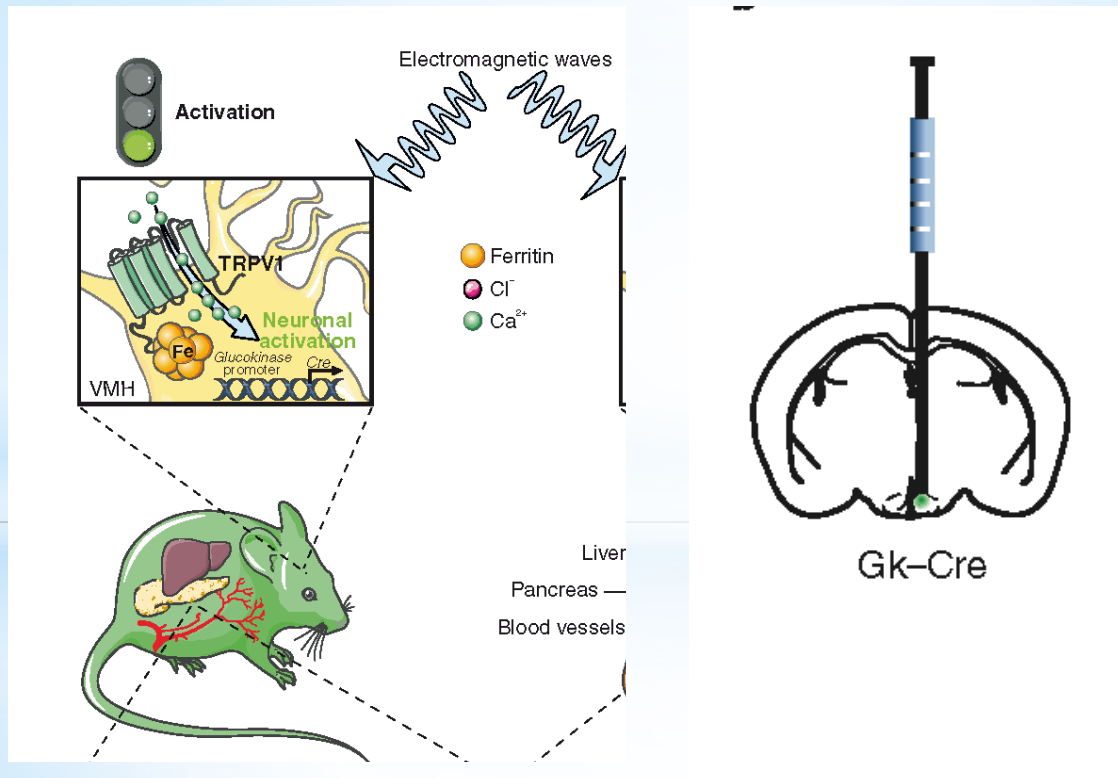 Electromagnetic waves
Activation
TRPV1
Ferritin
Cl⁻
Ca²⁺
Neuronal
activation
Fe
Glucokinase
promoter
Cre
VMH
Liver
Pancreas
Blood vessels
Gk–Cre